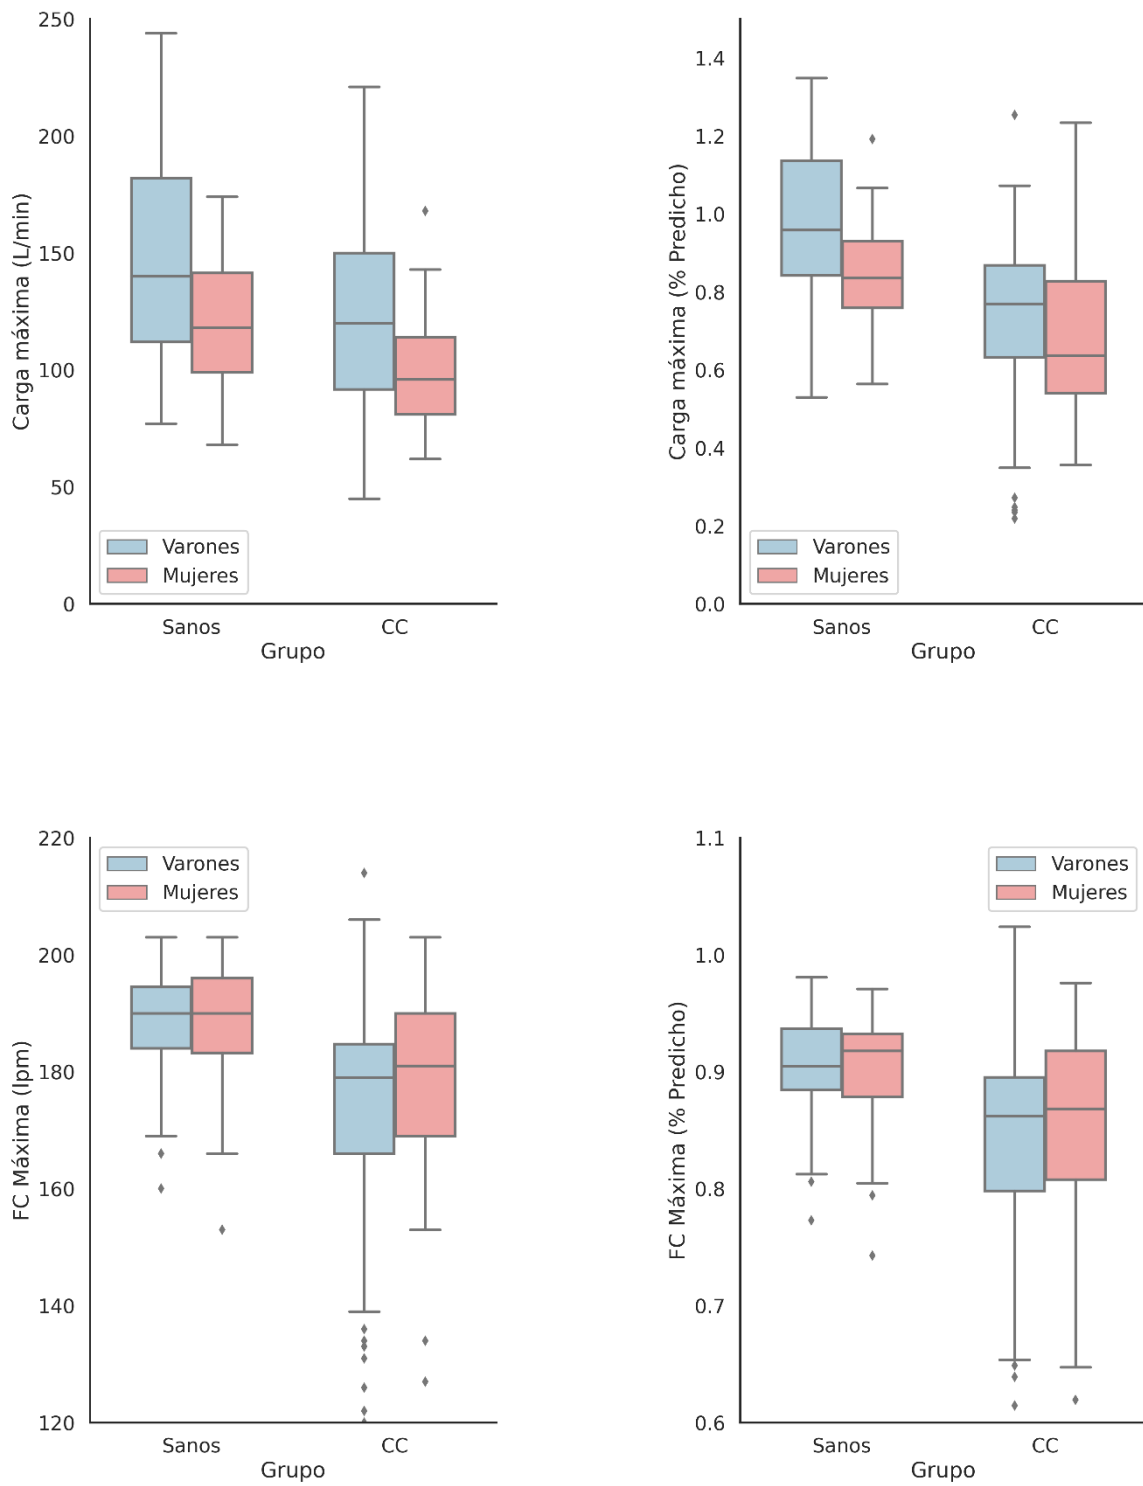 250
200
150
100
50
0
Carga máxima (L/min)
Varones
Mujeres
Sanos
CC
Grupo
1.4
1.2
1.0
0.8
0.6
0.4
0.2
0.0
Carga máxima (% Predicho)
Varones
Mujeres
Sanos
CC
Grupo
220
200
180
160
140
120
FC Máxima (lpm)
Varones
Mujeres
Sanos
CC
Grupo
1.1
1.0
0.9
0.8
0.7
0.6
FC Máxima (% Predicho)
Varones
Mujeres
Sanos
CC
Grupo